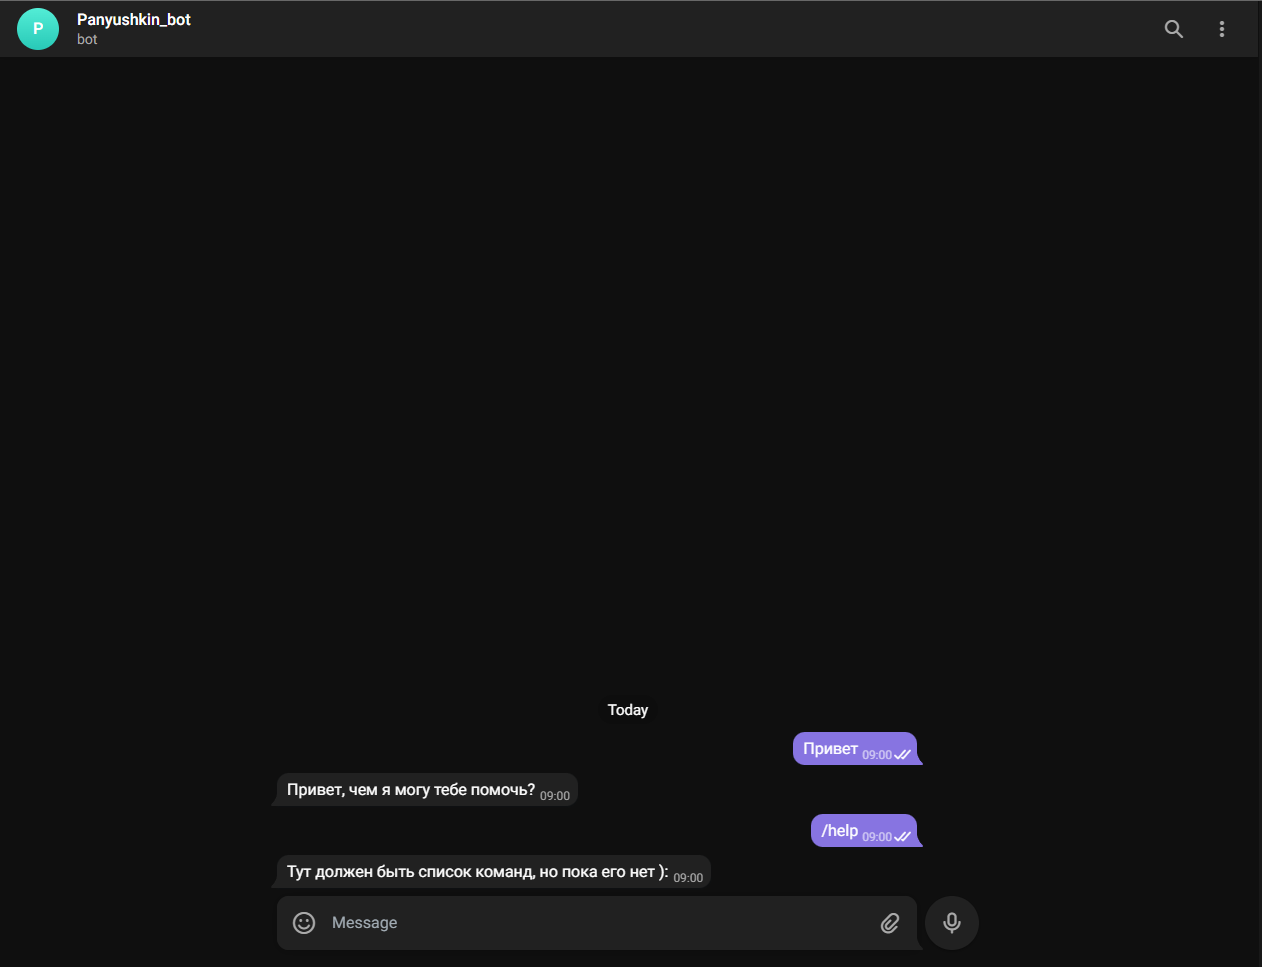 P
Panyushkin_bot
bot
Today
Привет 09:00
Привет, чем я могу тебе помочь? 09:00
/help 09:00
Тут должен быть список команд, но пока его нет ): 09:00
Message